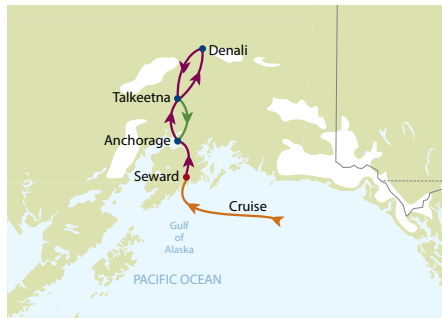 Denali
Talkeetna
Anchorage
Seward
Cruise
Gulf
of
Alaska
PACIFIC OCEAN